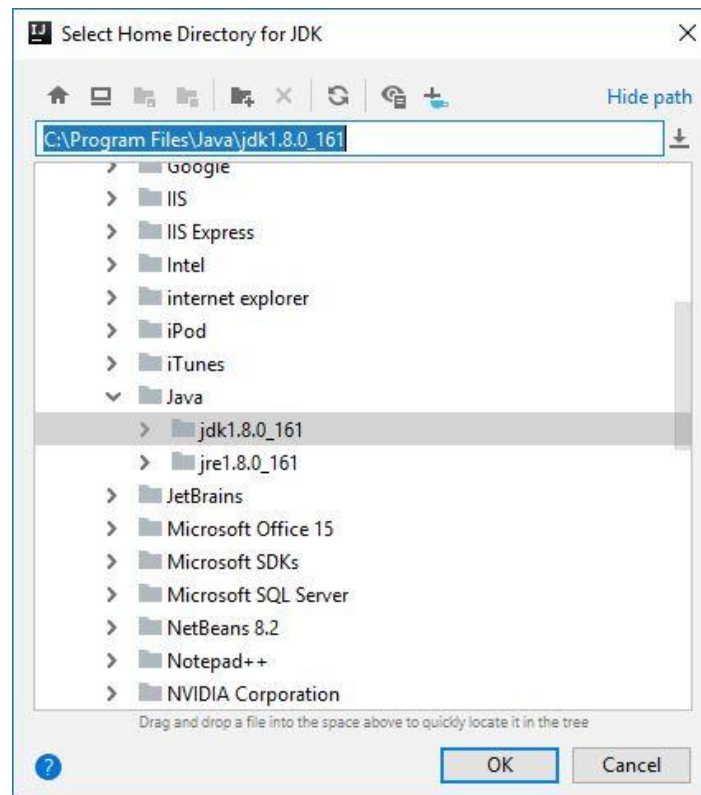 IJ Select Home Directory for JDK
Hide path
C:\Program Files\Java\jdk1.8.0_161
Google
IIS
IIS Express
Intel
internet explorer
iPod
iTunes
Java
jdk1.8.0_161
jre1.8.0_161
JetBrains
Microsoft Office 15
Microsoft SDKs
Microsoft SQL Server
NetBeans 8.2
Notepad++
NVIDIA Corporation
Drag and drop a file into the space above to quickly locate it in the tree
? OK Cancel